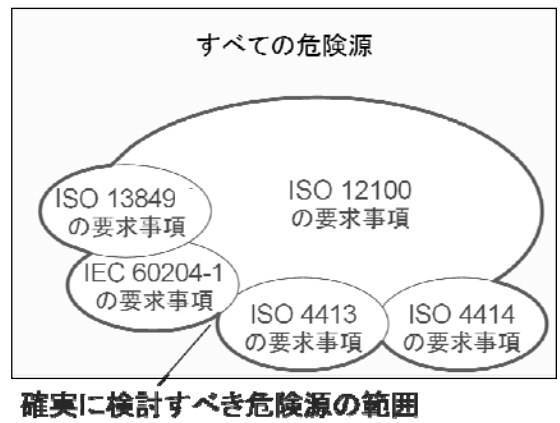 すべての危険源
ISO 13849
の要求事項
ISO 12100
の要求事項
IEC 60204-1
の要求事項
ISO 4413
の要求事項
ISO 4414
の要求事項
確実に検討すべき危険源の範囲